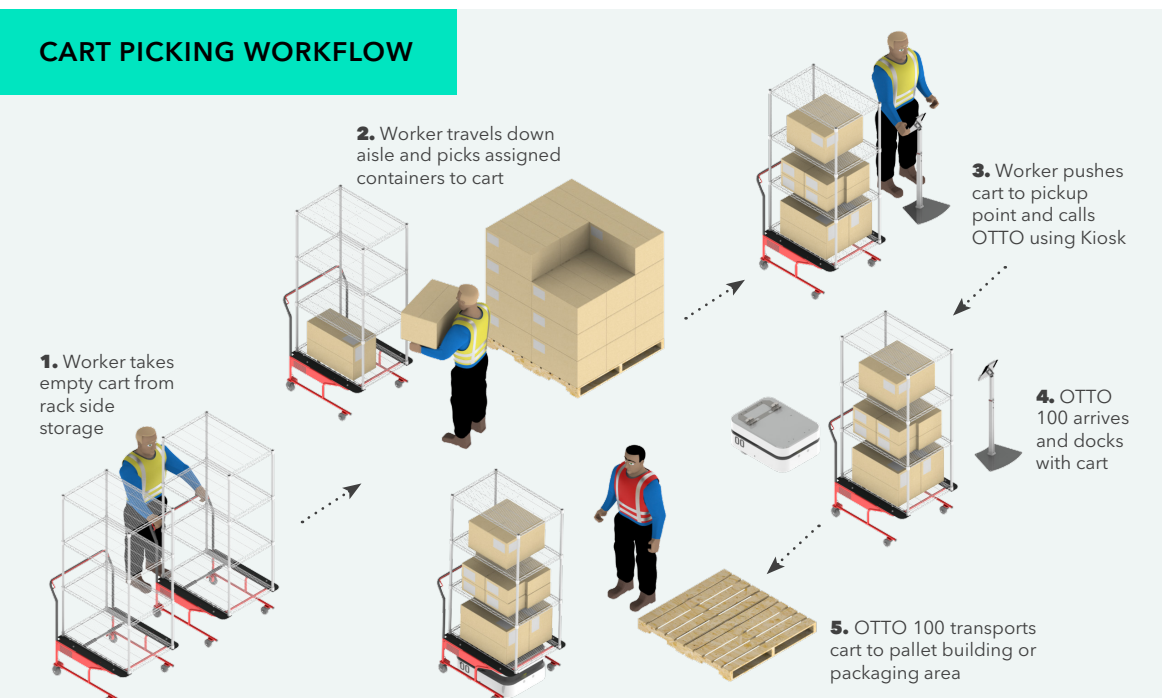 CART PICKING WORKFLOW
1. Worker takes
empty cart from
rack side
storage
2. Worker travels down
aisle and picks assigned
containers to cart
3. Worker pushes
cart to pickup
point and calls
OTTO using Kiosk
4. OTTO
100 arrives
and docks
with cart
5. OTTO 100 transports
cart to pallet building or
packaging area